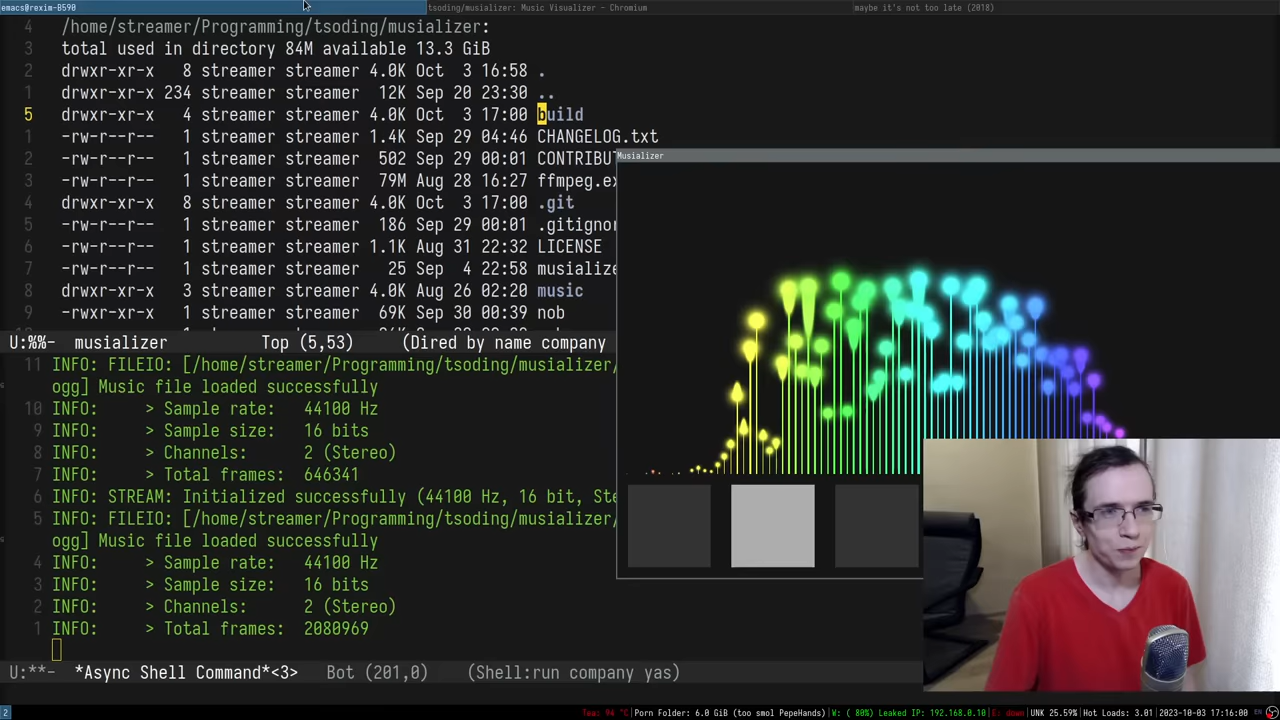 emacs@rexim-B590
tsoding/musializer: Music Visualizer - Chromium
maybe it's not too late (2018)
4 /home/streamer/Programming/tsoding/musializer:
3 total used in directory 84M available 13.3 GiB
2 drwxr-xr-x 8 streamer streamer 4.0K Oct 3 16:58 .
1 drwxr-xr-x 234 streamer streamer 12K Sep 20 23:30 ..
5 drwxr-xr-x 4 streamer streamer 4.0K Oct 3 17:00 build
1 -rw-r--r-- 1 streamer streamer 1.4K Sep 29 04:46 CHANGELOG.txt
2 -rw-r--r-- 1 streamer streamer 502 Sep 29 00:01 CONTRIBUT
3 -rw-r--r-- 1 streamer streamer 79M Aug 28 16:27 ffmpeg.ex
4 drwxr-xr-x 8 streamer streamer 4.0K Oct 3 17:00 .git
5 -rw-r--r-- 1 streamer streamer 186 Sep 29 00:01 .gitignor
6 -rw-r--r-- 1 streamer streamer 1.1K Aug 31 22:32 LICENSE
7 -rw-r--r-- 1 streamer streamer 25 Sep 4 22:58 musialize
8 drwxr-xr-x 3 streamer streamer 4.0K Aug 26 02:20 music
9 -rwxr-xr-x 1 streamer streamer 69K Sep 30 00:39 nob
Musializer
U:%%- musializer Top (5,53) (Dired by name company
11 INFO: FILEIO: [/home/streamer/Programming/tsoding/musializer/
ogg] Music file loaded successfully
10 INFO: > Sample rate: 44100 Hz
9 INFO: > Sample size: 16 bits
8 INFO: > Channels: 2 (Stereo)
7 INFO: > Total frames: 646341
6 INFO: STREAM: Initialized successfully (44100 Hz, 16 bit, Ste
5 INFO: FILEIO: [/home/streamer/Programming/tsoding/musializer/
ogg] Music file loaded successfully
4 INFO: > Sample rate: 44100 Hz
3 INFO: > Sample size: 16 bits
2 INFO: > Channels: 2 (Stereo)
1 INFO: > Total frames: 2080969
U:**- *Async Shell Command*<3> Bot (201,0) (Shell:run company yas)
2 Tea: 94 °C Porn Folder: 6.0 GiB (too smol PepeHands) W: ( 80%) Leaked IP: 192.168.0.10 E: down UNK 25.59% Hot Loads: 3.01 2023-10-03 17:16:00 EN